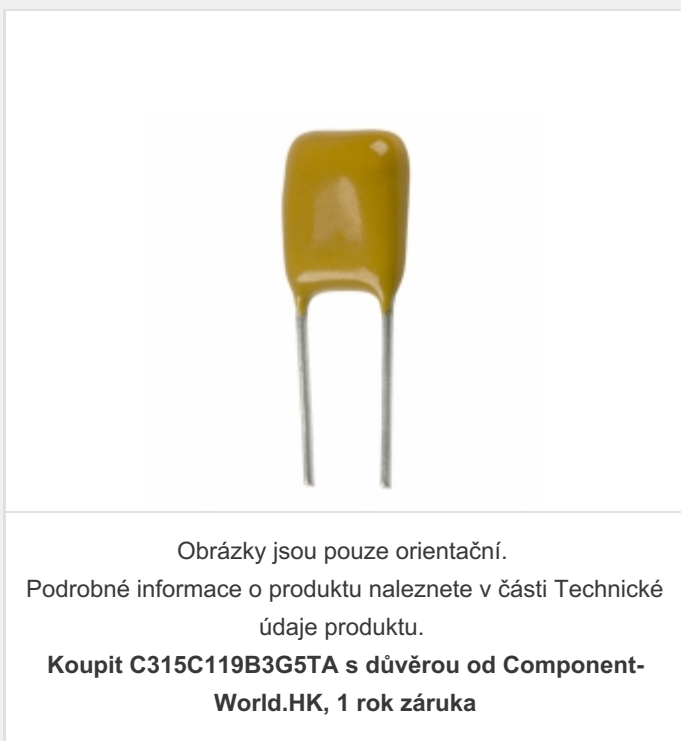 Obrázky jsou pouze orientační.
Podrobné informace o produktu naleznete v části Technické
údaje produktu.
Koupit C315C119B3G5TA s důvěrou od Component-
World.HK, 1 rok záruka